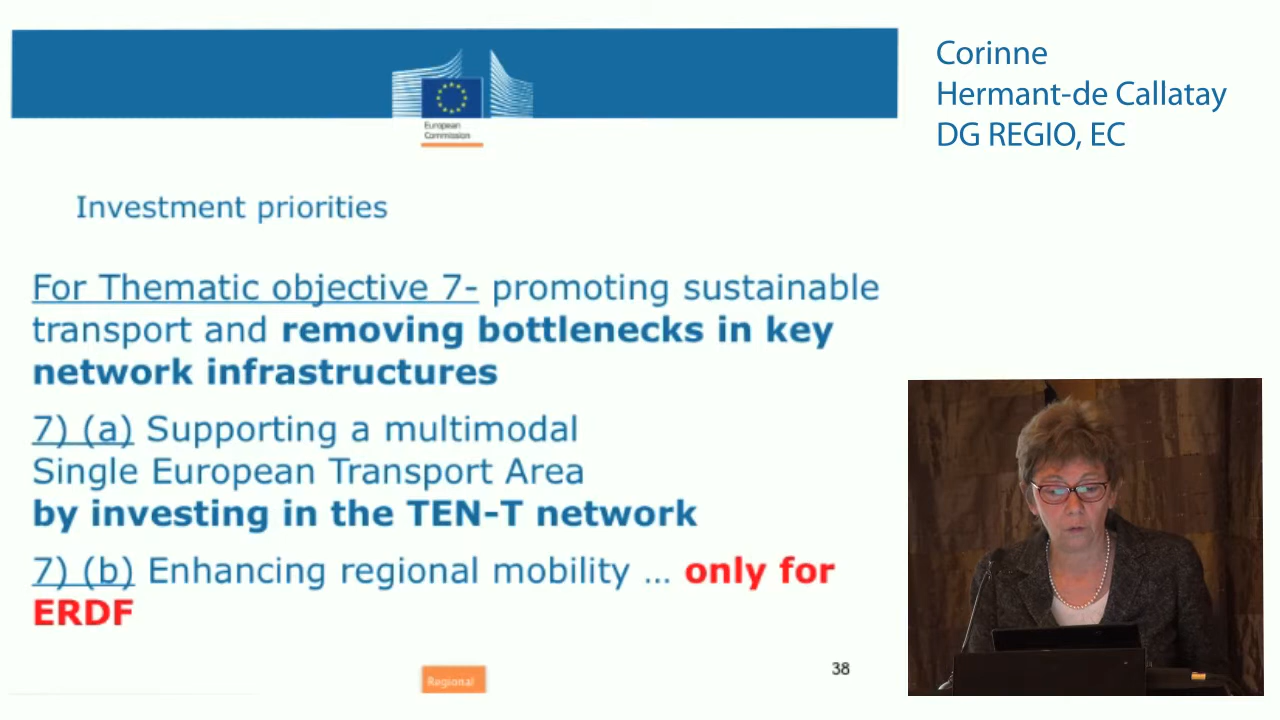 Corinne
Hermant-de Callatay
DG REGIO, EC
European
Commission
Investment priorities
For Thematic objective 7- promoting sustainable
transport and removing bottlenecks in key
network infrastructures
7) (a) Supporting a multimodal
Single European Transport Area
by investing in the TEN-T network
7) (b) Enhancing regional mobility … only for
ERDF
38
Regional